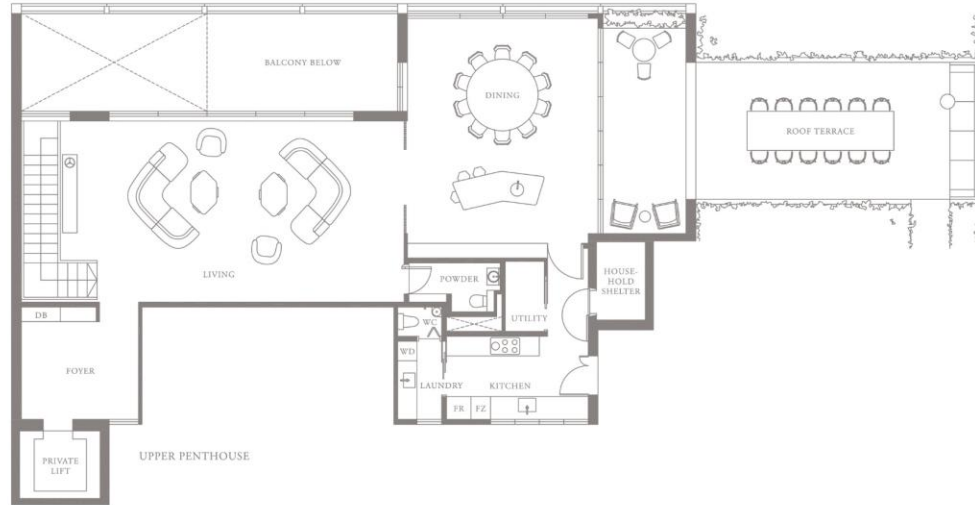 BALCONY BELOW
DINING
ROOF TERRACE
LIVING
POWDER
HOUSE-
HOLD
SHELTER
DB
WC
UTILITY
WD
FOYER
LAUNDRY
KITCHEN
FR
FZ
PRIVATE
LIFT
UPPER PENTHOUSE